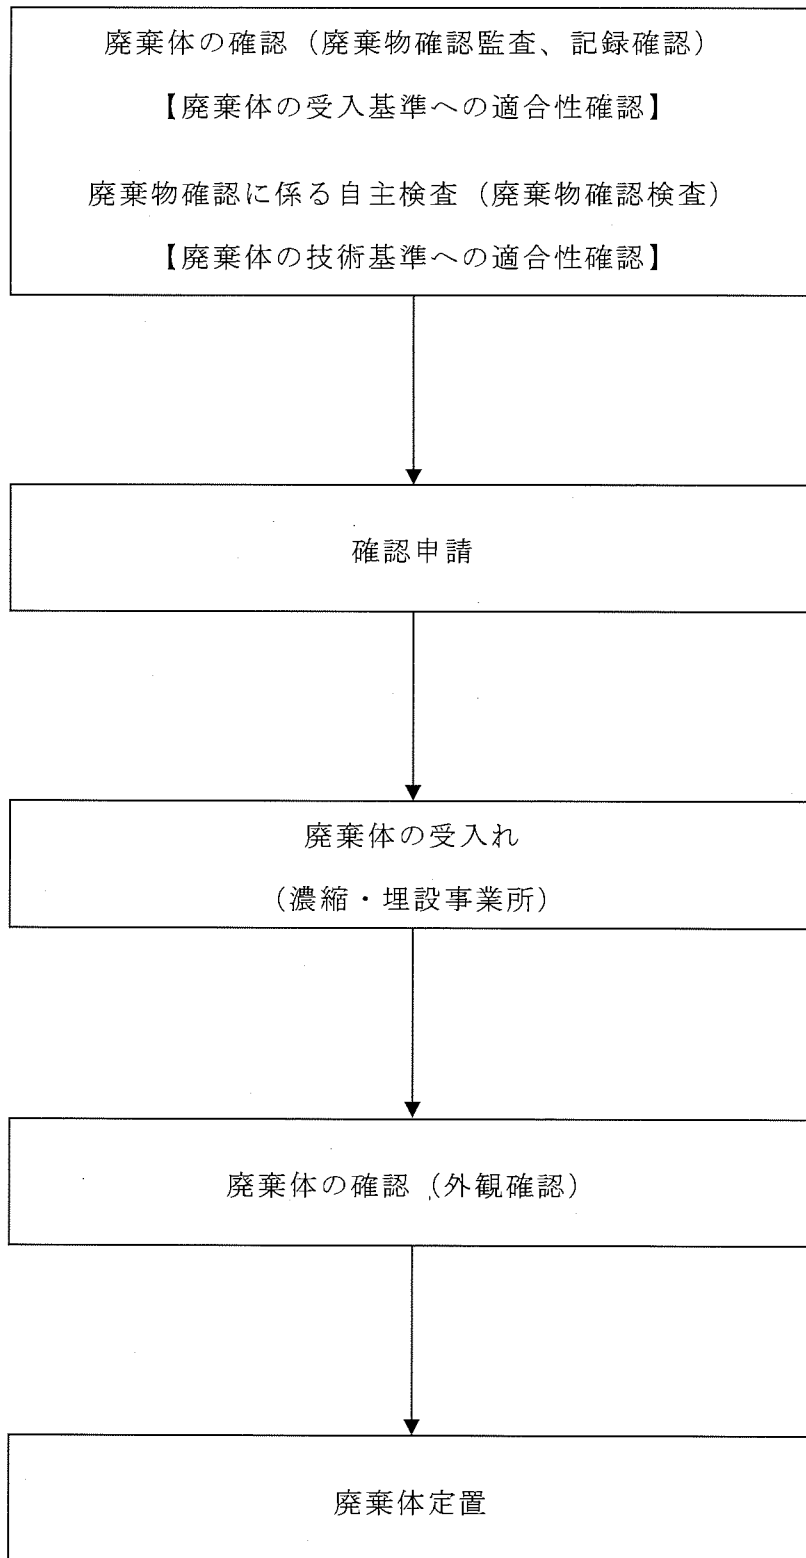 廃棄体の確認（廃棄物確認監査、記録確認）
【廃棄体の受入基準への適合性確認】
廃棄物確認に係る自主検査（廃棄物確認検査）
【廃棄体の技術基準への適合性確認】
確認申請
廃棄体の受入れ
（濃縮・埋設事業所）
廃棄体の確認（外観確認）
廃棄体定置